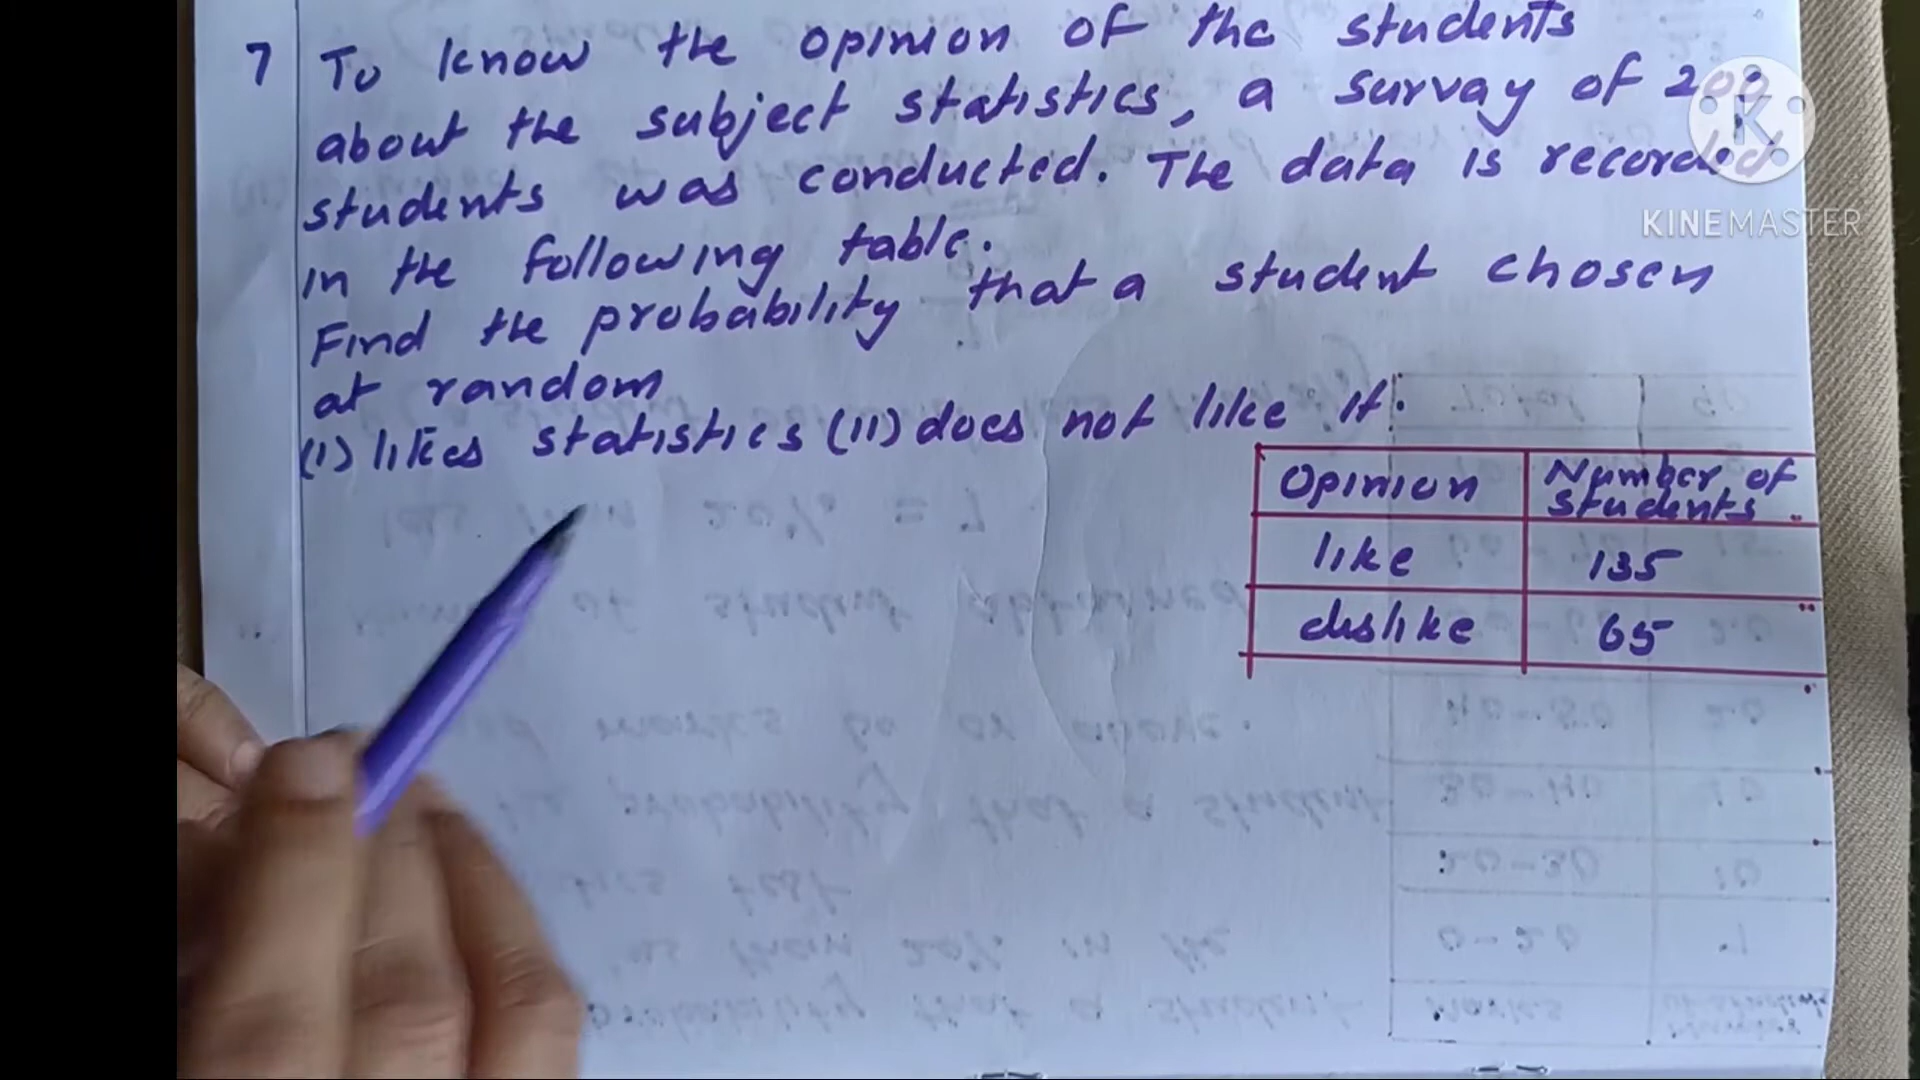 7 To know the opinion of the students
about the subject statistics, a survay of 200
students was conducted. The data is recorded
in the following table.
Find the probability that a student chosen
at random
(i) likes statistics (ii) does not like it.
Opinion Number of students
like 135
dislike 65
K
KINEMASTER